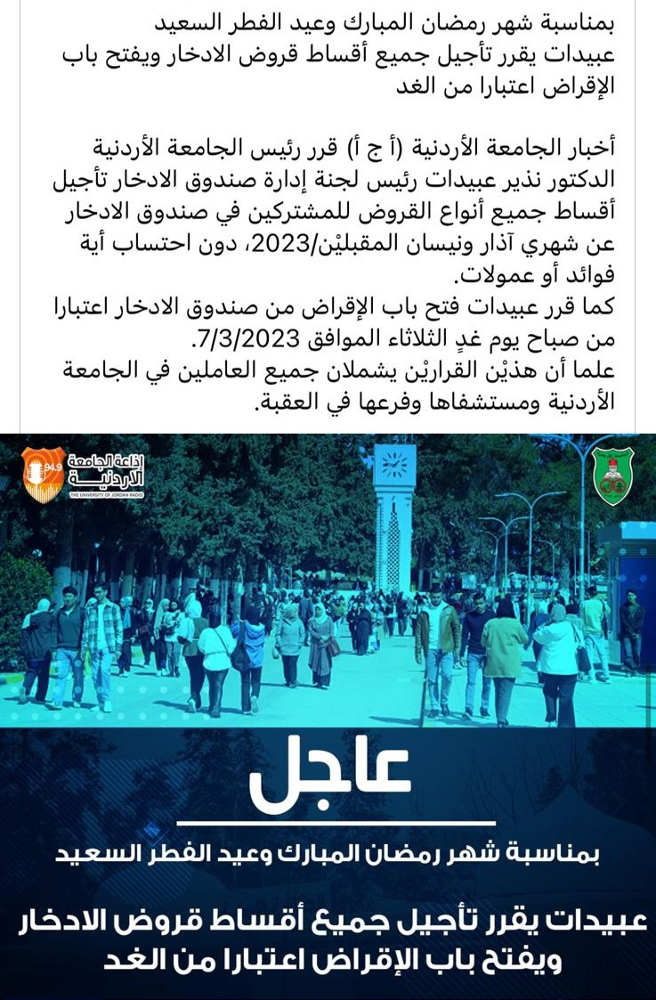 بمناسبة شهر رمضان المبارك وعيد الفطر السعيد
عبيدات يقرر تأجيل جميع أقساط قروض الادخار ويفتح باب
الإقراض اعتبارا من الغد
أخبار الجامعة الأردنية (أ ج أ) قرر رئيس الجامعة الأردنية
الدكتور نذير عبيدات رئيس لجنة إدارة صندوق الادخار تأجيل
أقساط جميع أنواع القروض للمشتركين في صندوق الادخار
عن شهري آذار ونيسان المقبليْن/2023، دون احتساب أية
فوائد أو عمولات.
كما قرر عبيدات فتح باب الإقراض من صندوق الادخار اعتبارا
من صباح يوم غدٍ الثلاثاء الموافق 7/3/2023.
علما أن هذيْن القراريْن يشملان جميع العاملين في الجامعة
الأردنية ومستشفاها وفرعها في العقبة.
94.9
إذاعة الجامعة
الأردنيـــة
THE UNIVERSITY OF JORDAN RADIO
عاجل
بمناسبة شهر رمضان المبارك وعيد الفطر السعيد
عبيدات يقرر تأجيل جميع أقساط قروض الادخار
ويفتح باب الإقراض اعتبارا من الغد